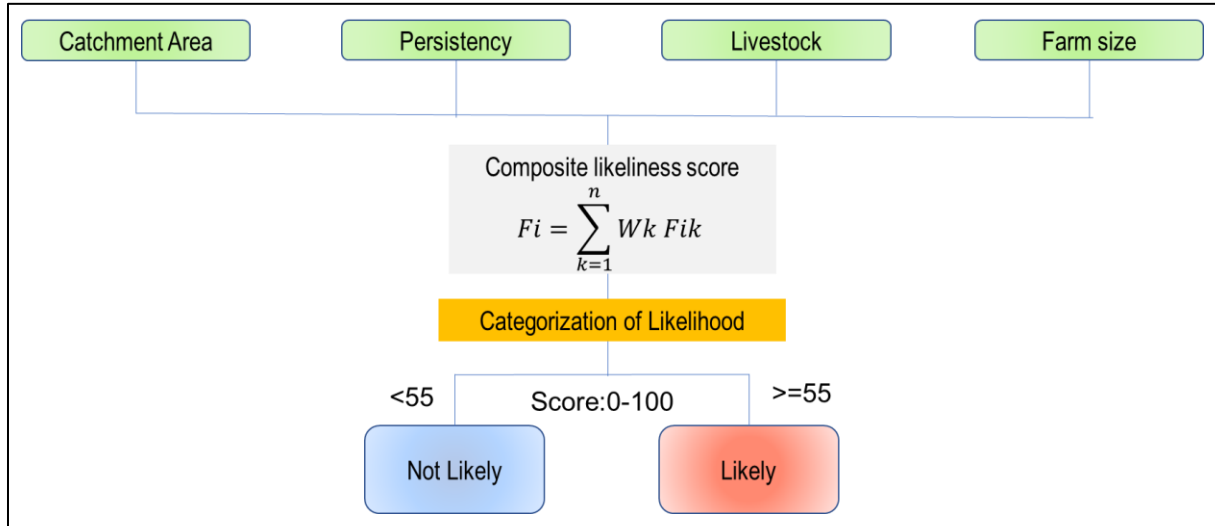 Catchment Area
Persistency
Livestock
Farm size
Composite likeliness score
n
Fi = ∑ Wk Fik
k=1
Categorization of Likelihood
<55
Score:0-100
>=55
Not Likely
Likely